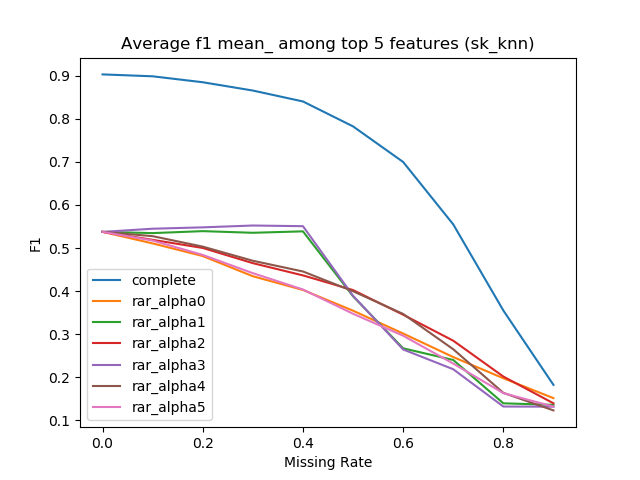 Average f1 mean_ among top 5 features (sk_knn)
F1
0.9
0.8
0.7
0.6
0.5
0.4
0.3
0.2
0.1
complete
rar_alpha0
rar_alpha1
rar_alpha2
rar_alpha3
rar_alpha4
rar_alpha5
0.0 0.2 0.4 0.6 0.8
Missing Rate